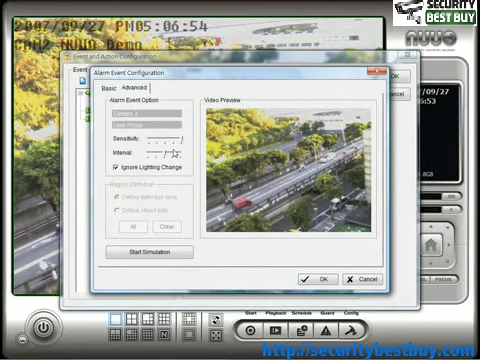 SECURITY
BEST BUY
2007/09/27 PM05:06:54
CAM2 NUUO Demo
NUUO
Event and Action Configuration
Alarm Event Configuration
Basic
Advanced
Alarm Event Option
Camera 2
Sensitivity:
Interval:
Ignore Lighting Change
Region Definition
Define detection zone
Define object size
All
Clear
Start Simulation
Video Preview
OK
Cancel
Start
Playback
Schedule
Guard
Config
http://securitybestbuy.com